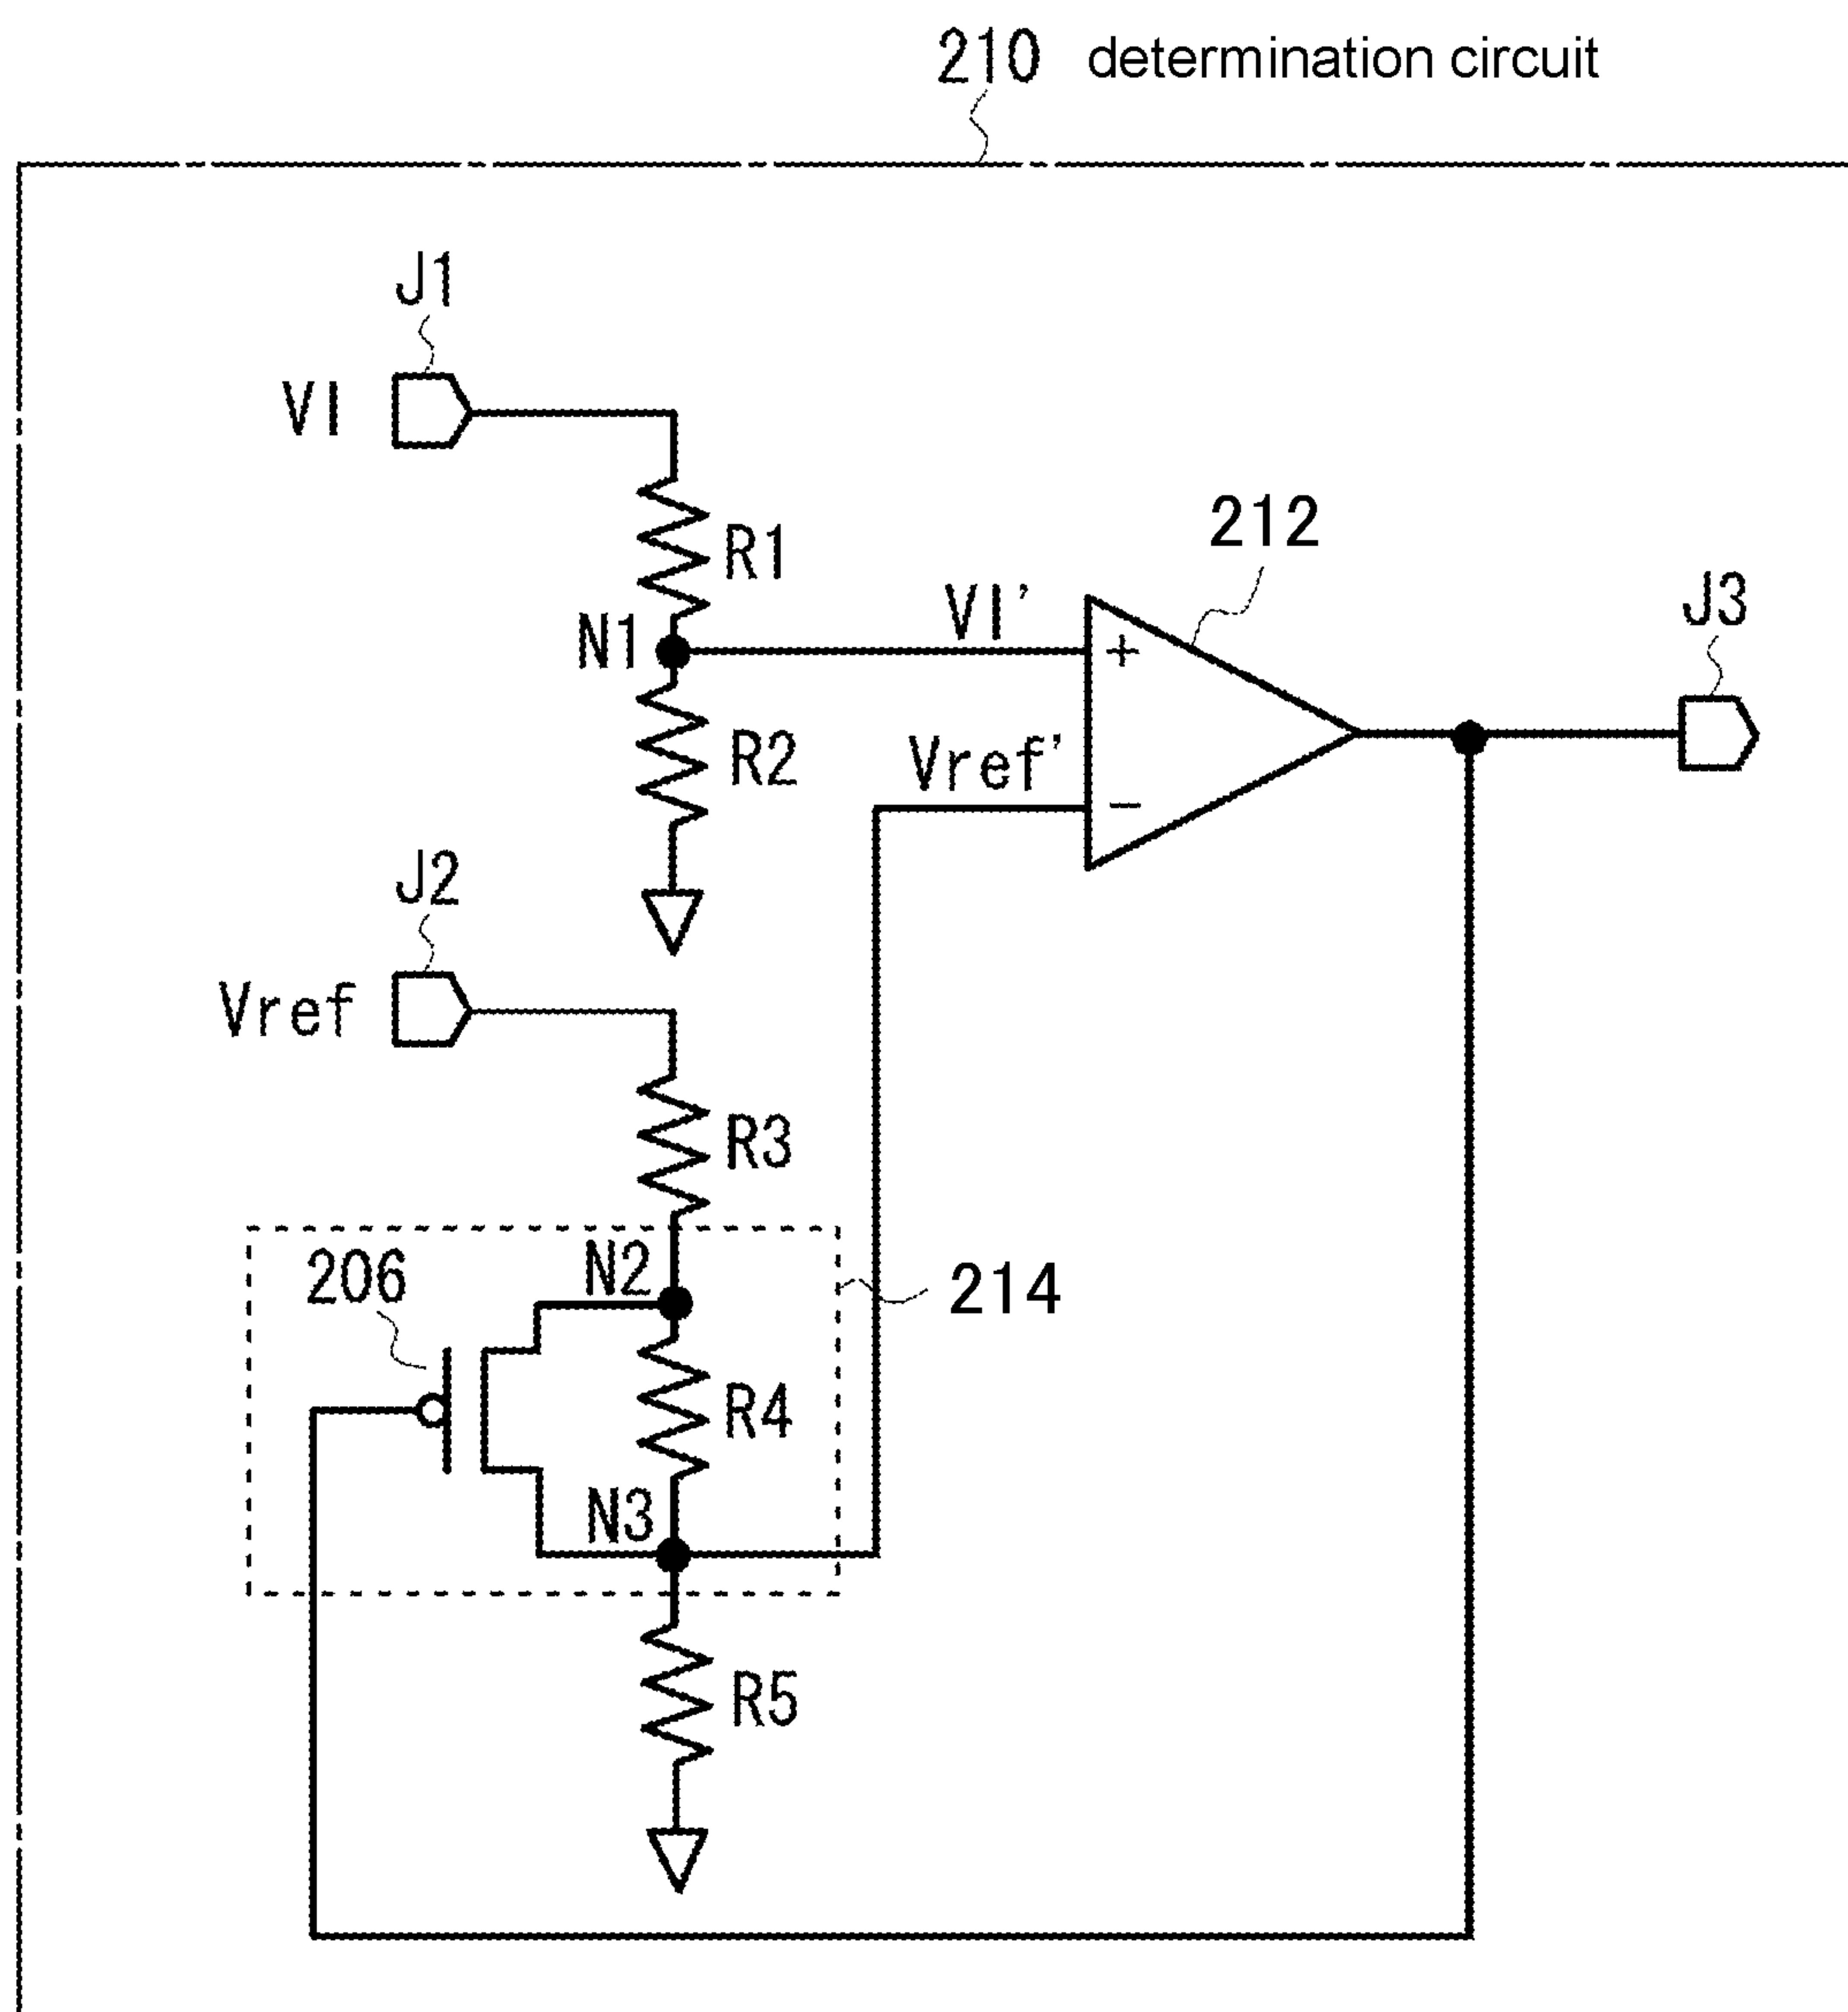 210 determination circuit
J1
VI
R1
212
J3
N1
VI'
+
R2
Vref'
−
J2
Vref
R3
206
N2
214
R4
N3
R5